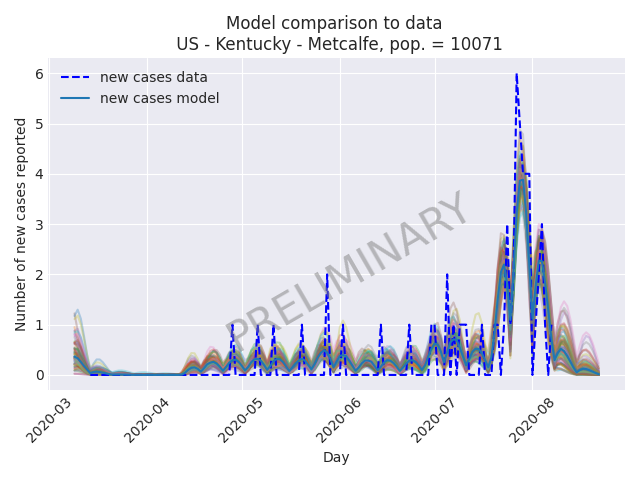 Model comparison to data
US - Kentucky - Metcalfe, pop. = 10071
new cases data
new cases model
6
5
4
3
2
1
0
Number of new cases reported
PRELIMINARY
2020-03
2020-04
2020-05
2020-06
2020-07
2020-08
Day